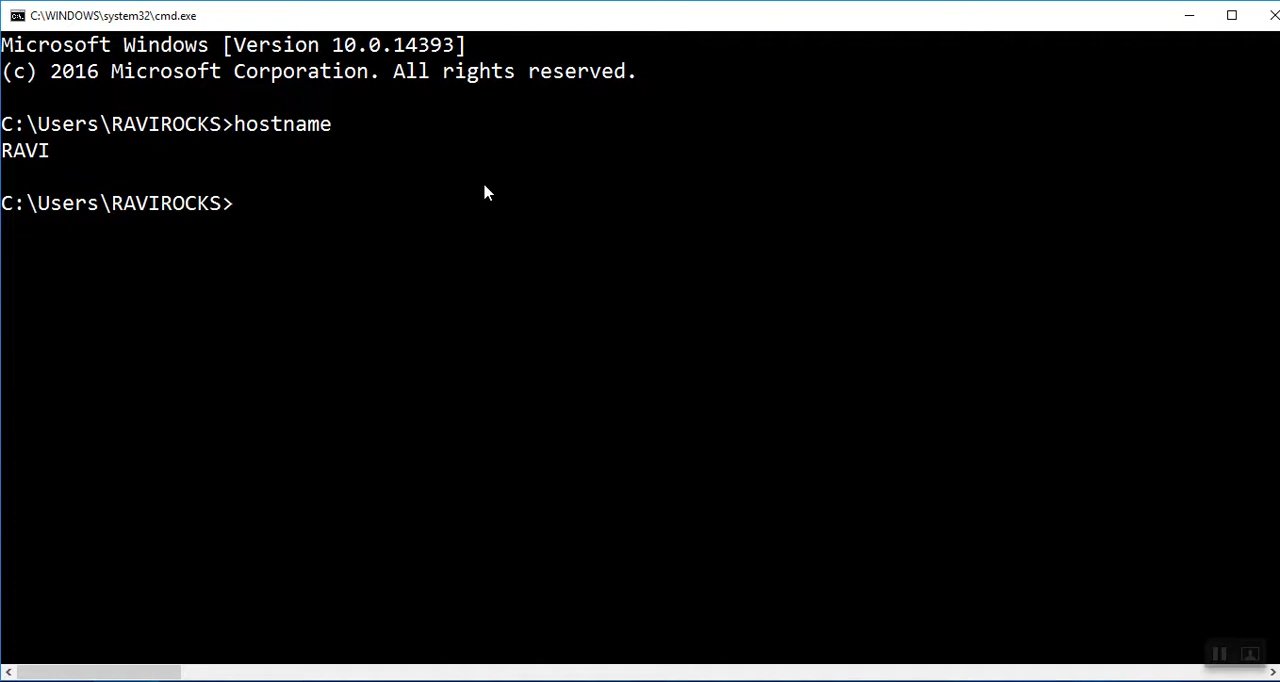 C:\WINDOWS\system32\cmd.exe
Microsoft Windows [Version 10.0.14393]
(c) 2016 Microsoft Corporation. All rights reserved.
C:\Users\RAVIROCKS>hostname
RAVI
C:\Users\RAVIROCKS>